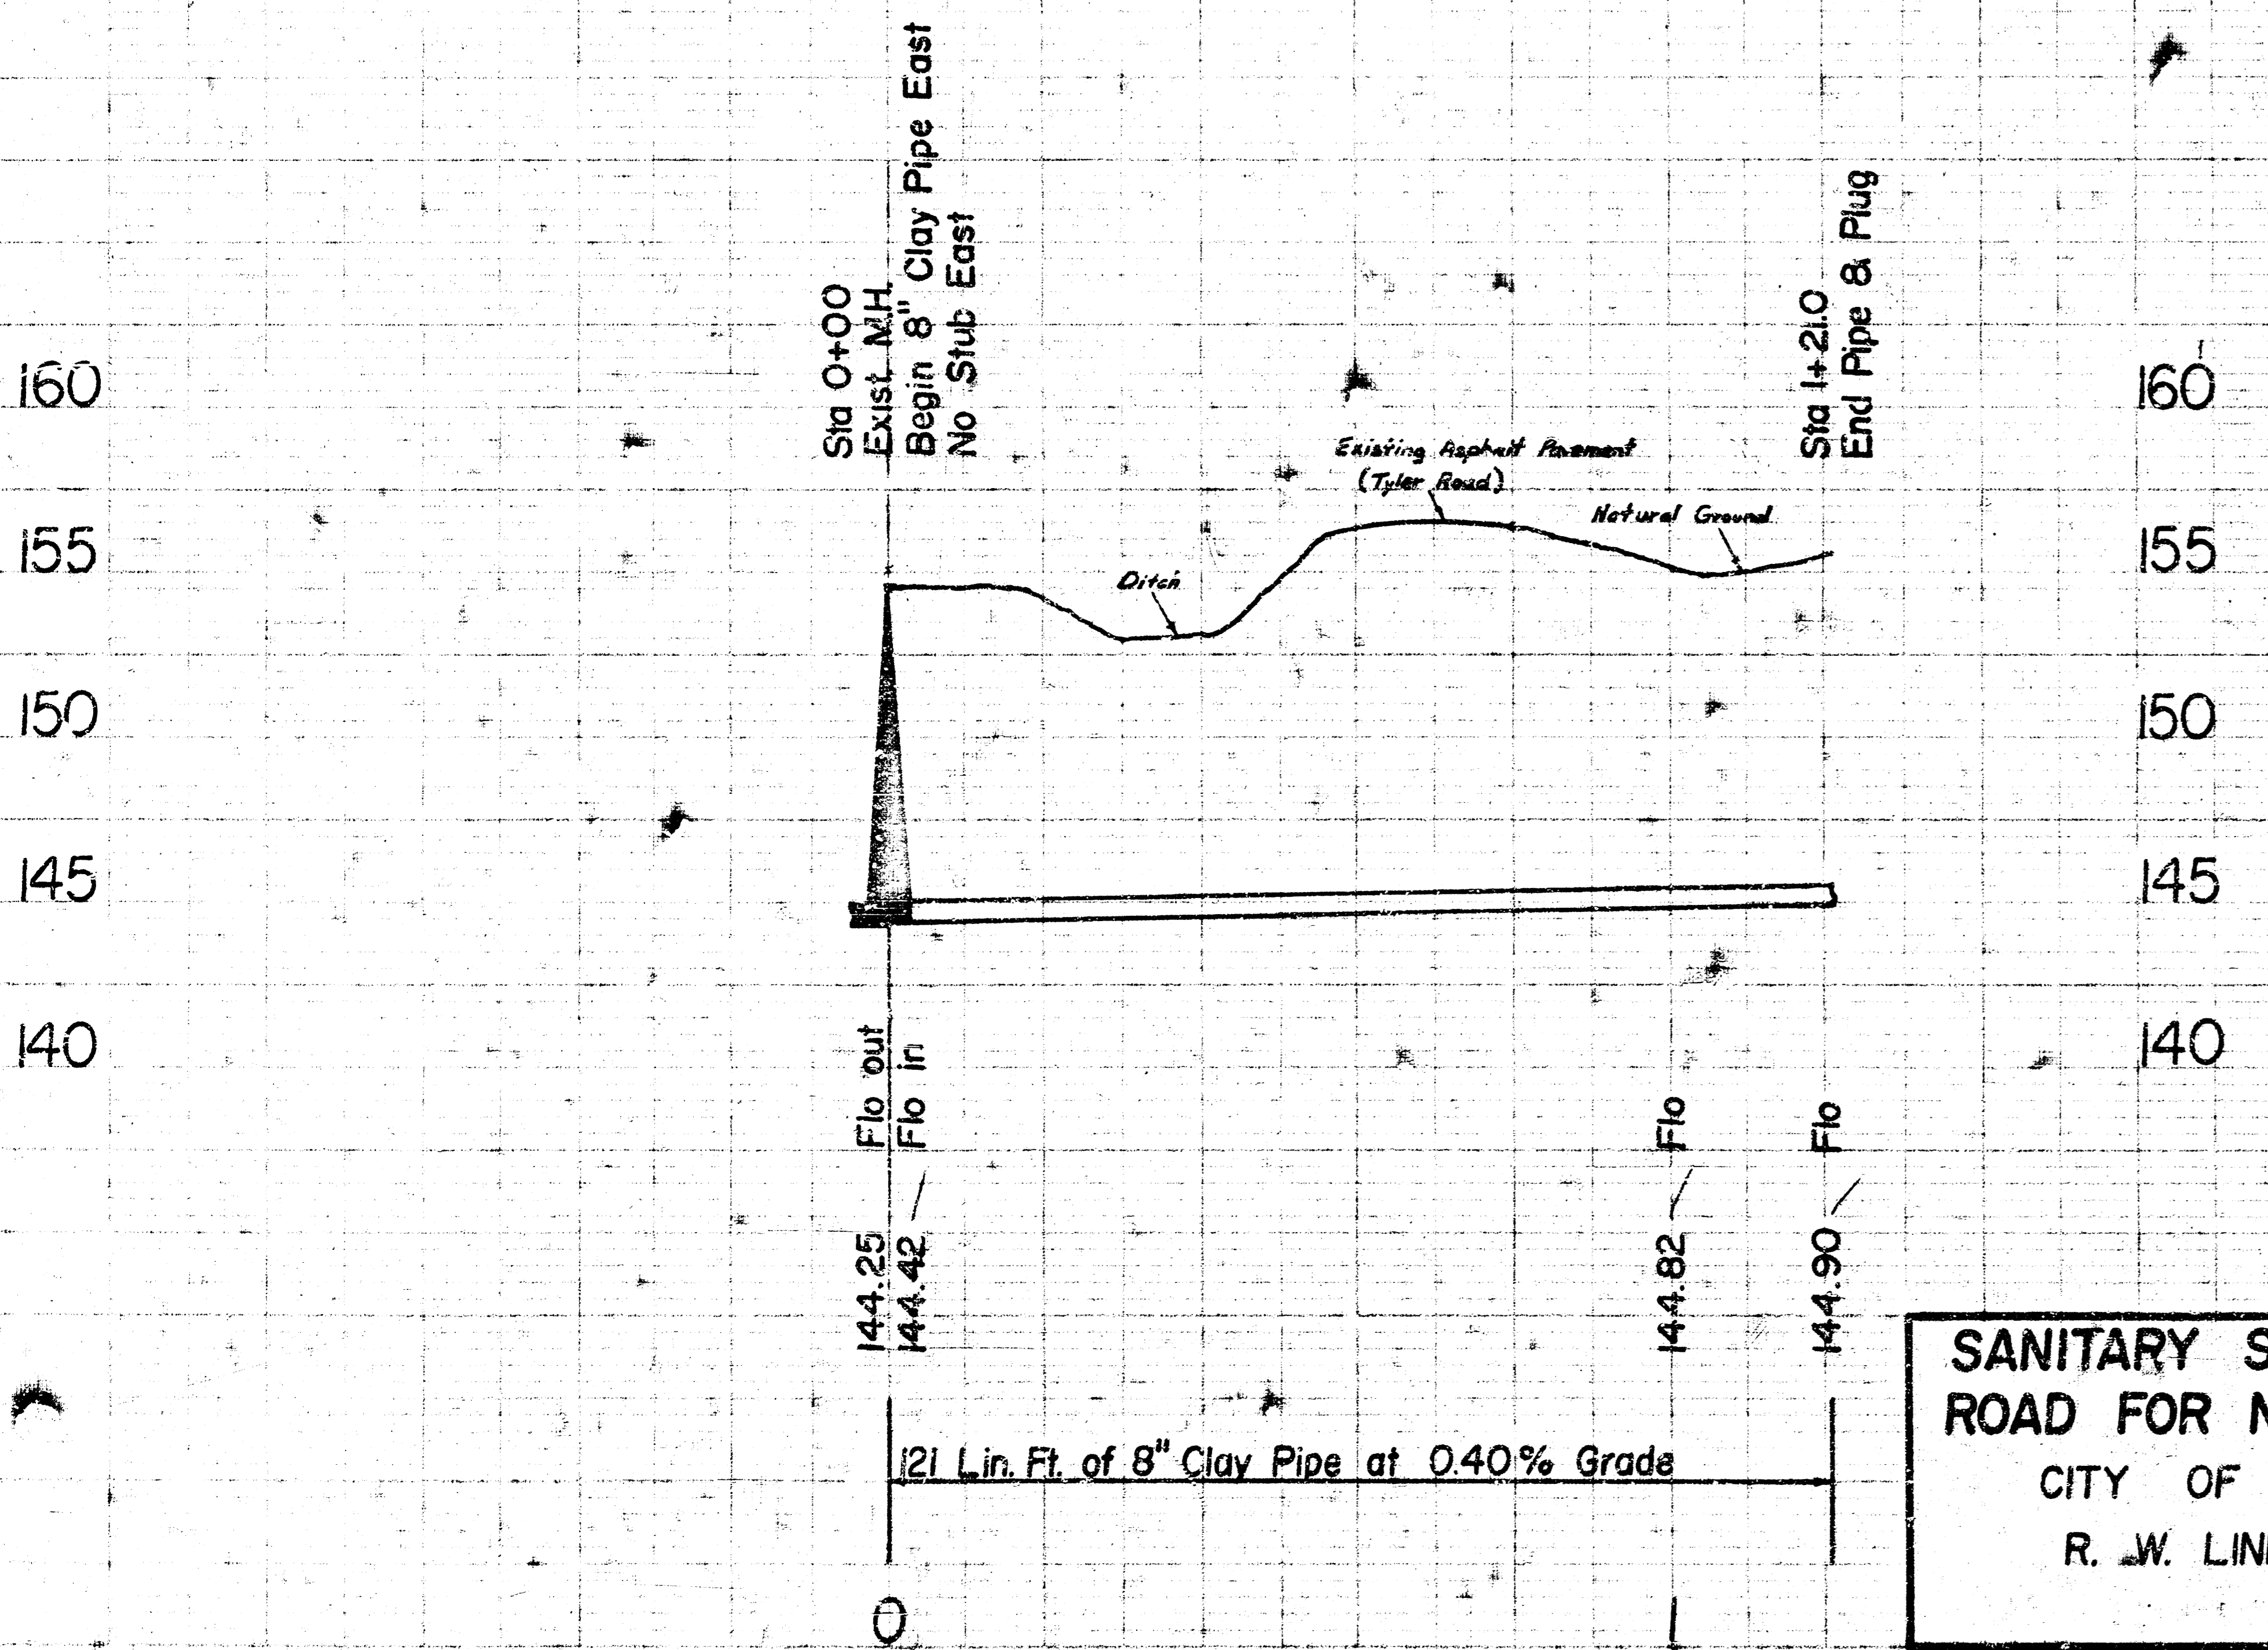 Sta 0+00
Exist. M.H.
Begin 8" Clay Pipe East
No Stub East
Sta 1+21.0
End Pipe & Plug
160
160
Existing Asphalt Pavement
(Tyler Road)
Natural Ground
155
155
Ditch
150
150
145
145
140
140
Flo out
Flo in
Flo
Flo
144.25
144.42
144.82
144.90
121 Lin. Ft. of 8" Clay Pipe at 0.40% Grade
0
1
SANITARY S
ROAD FOR N
CITY OF
R. W. LIN